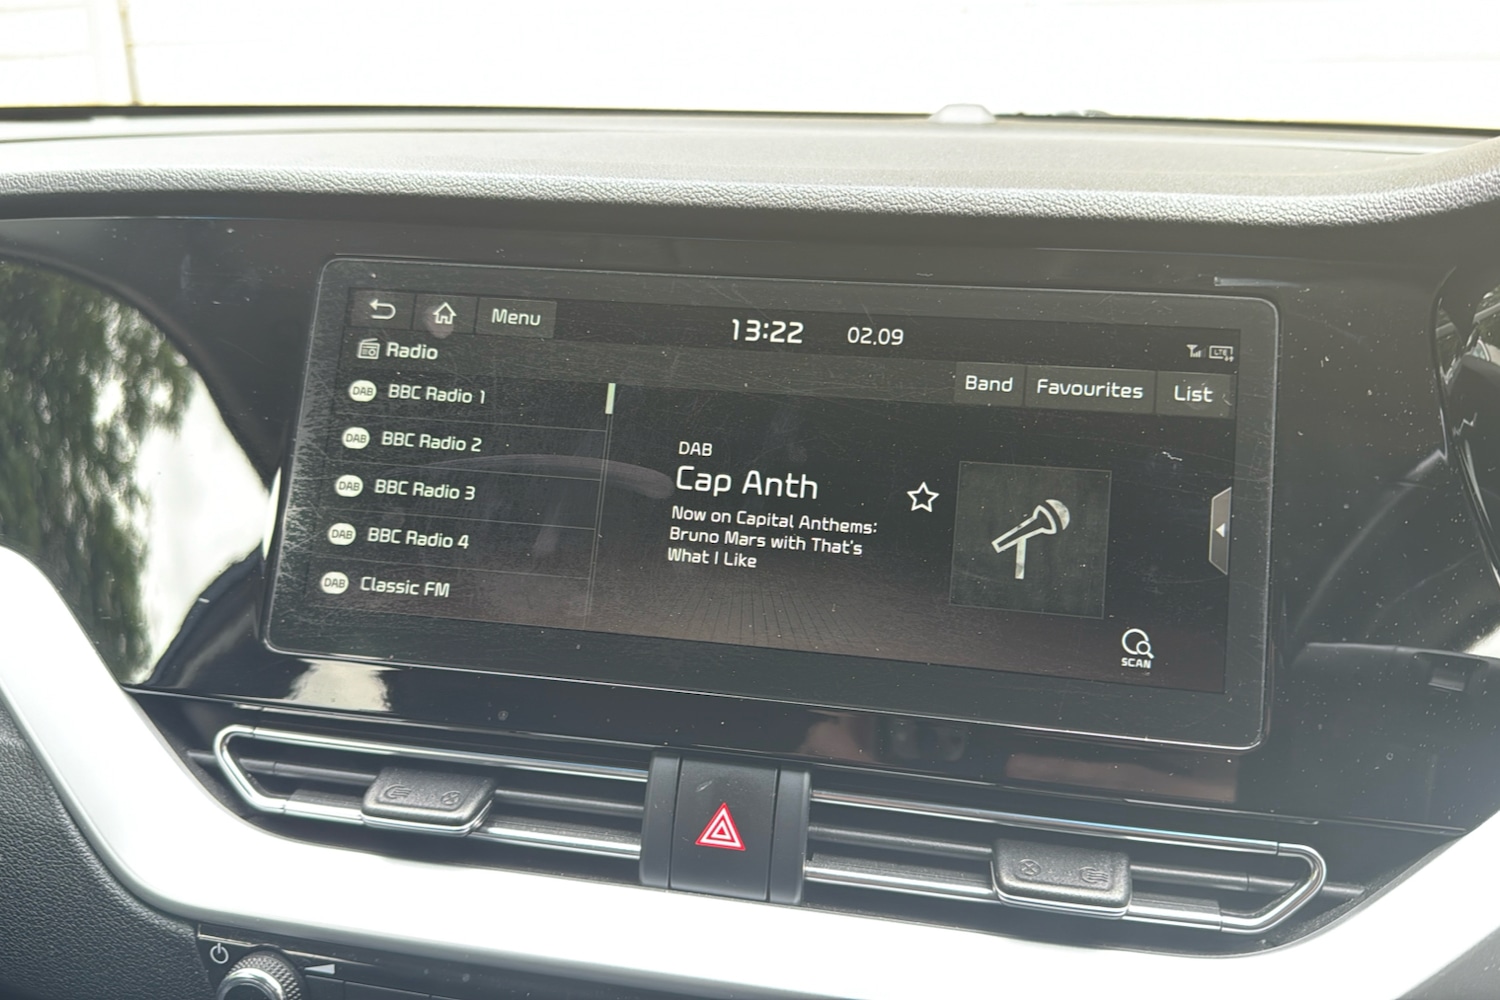 Menu
13:22 02.09
LTE
Radio
DAB BBC Radio 1
DAB BBC Radio 2
DAB BBC Radio 3
DAB BBC Radio 4
DAB Classic FM
Band Favourites List
DAB
Cap Anth
Now on Capital Anthems:
Bruno Mars with That's
What I Like
SCAN